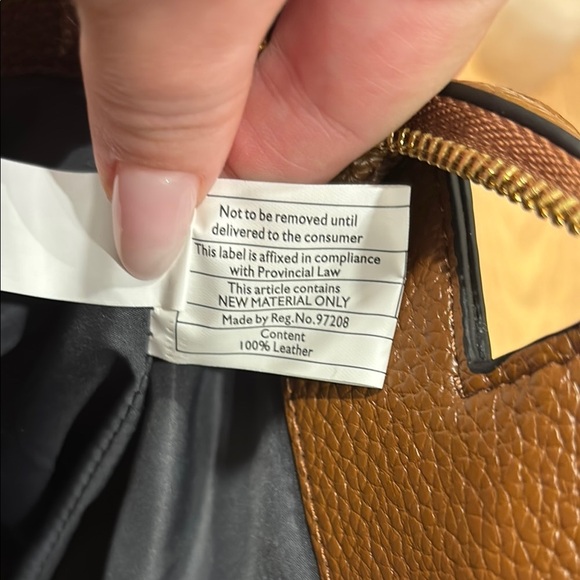 Not to be removed until
delivered to the consumer
This label is affixed in compliance
with Provincial Law
This article contains
NEW MATERIAL ONLY
Made by Reg.No.97208
Content
100% Leather